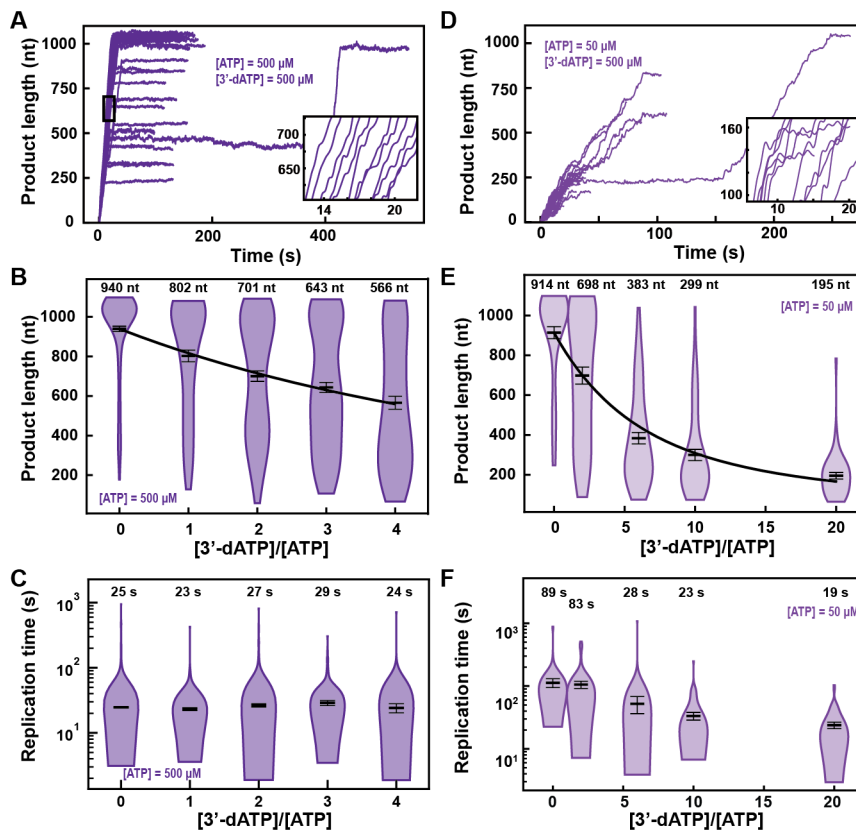 A
Product length (nt)
1000
750
500
250
0
[ATP] = 500 µM
[3'-dATP] = 500 µM
700
650
14
20
0
200
400
Time (s)
D
Product length (nt)
1000
750
500
250
0
[ATP] = 50 µM
[3'-dATP] = 500 µM
160
100
10
20
0
100
200
Time (s)
B
940 nt
802 nt
701 nt
643 nt
566 nt
Product length (nt)
1000
800
600
400
200
[ATP] = 500 µM
0
1
2
3
4
[3'-dATP]/[ATP]
E
914 nt
698 nt
383 nt
299 nt
195 nt
[ATP] = 50 µM
Product length (nt)
1000
800
600
400
200
0
5
10
15
20
[3'-dATP]/[ATP]
C
25 s
23 s
27 s
29 s
24 s
Replication time (s)
10³
10²
10¹
[ATP] = 500 µM
0
1
2
3
4
[3'-dATP]/[ATP]
F
89 s
83 s
28 s
23 s
19 s
[ATP] = 50 µM
Replication time (s)
10³
10²
10¹
0
5
10
15
20
[3'-dATP]/[ATP]